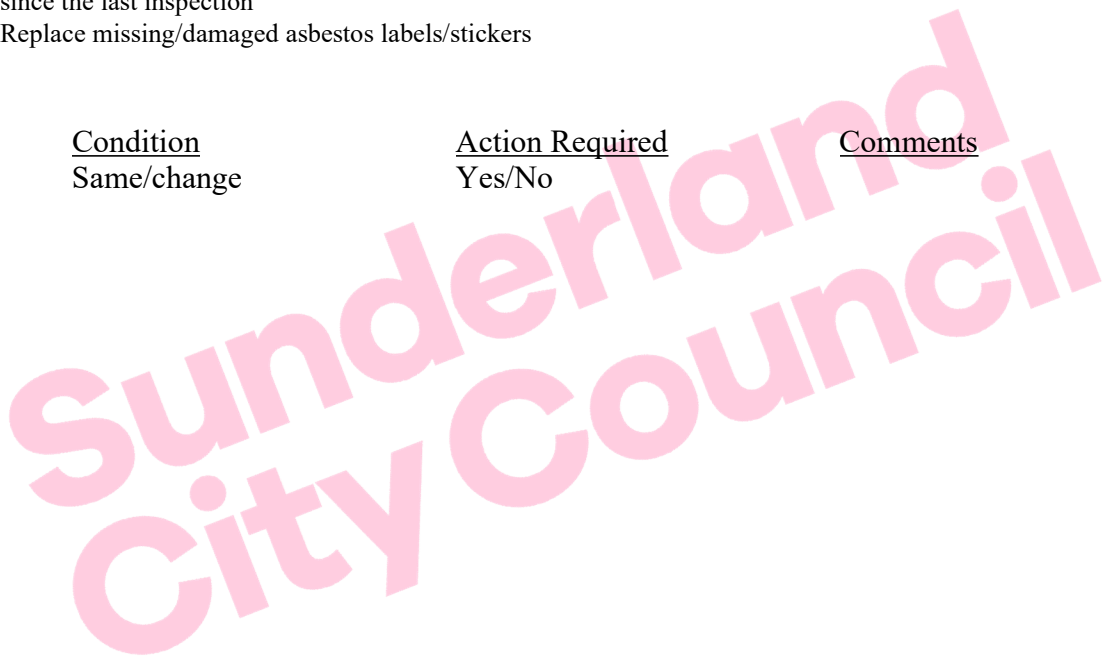 since the last inspection
Replace missing/damaged asbestos labels/stickers
Condition Action Required Comments
Same/change Yes/No
Sunderland
City Council